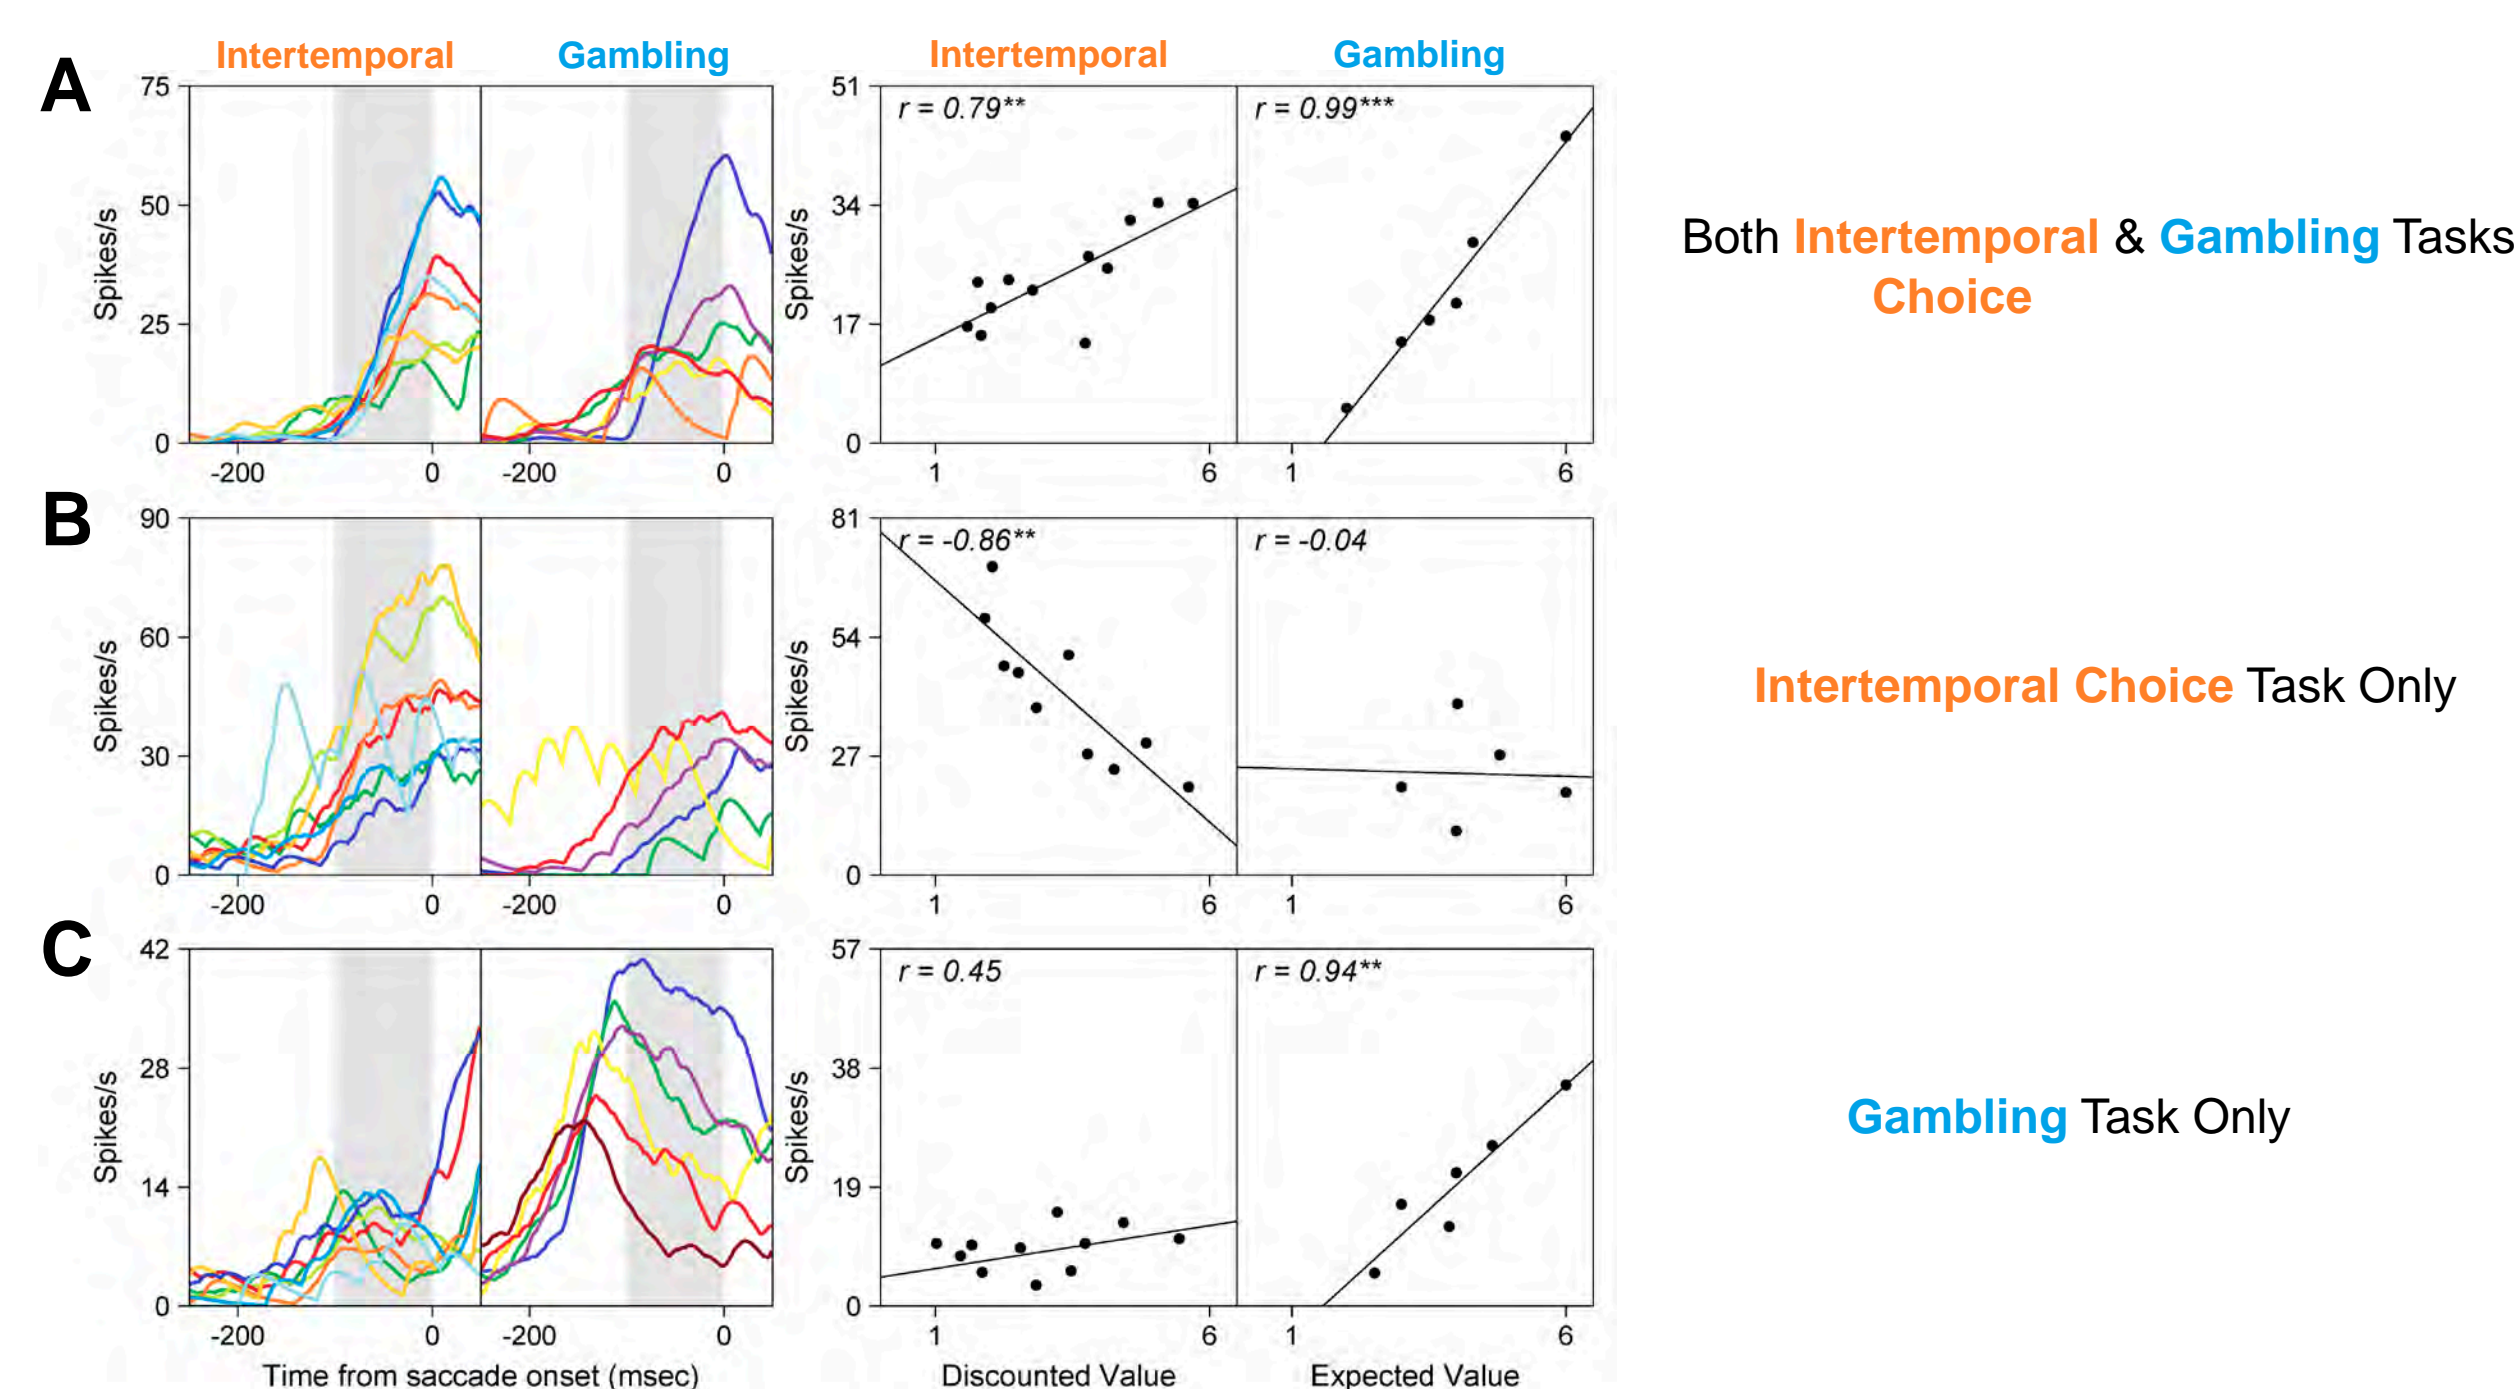 Intertemporal Gambling Intertemporal Gambling
A
75
50
25
0
Spikes/s
-200 0 -200 0
51
34
17
0
Spikes/s
r = 0.79** r = 0.99***
1 6 1 6
Both Intertemporal & Gambling Tasks
Choice
B
90
60
30
0
Spikes/s
-200 0 -200 0
81
54
27
0
Spikes/s
r = -0.86** r = -0.04
1 6 1 6
Intertemporal Choice Task Only
C
42
28
14
0
Spikes/s
-200 0 -200 0
Time from saccade onset (msec)
57
38
19
0
Spikes/s
r = 0.45 r = 0.94**
1 6 1 6
Discounted Value Expected Value
Gambling Task Only